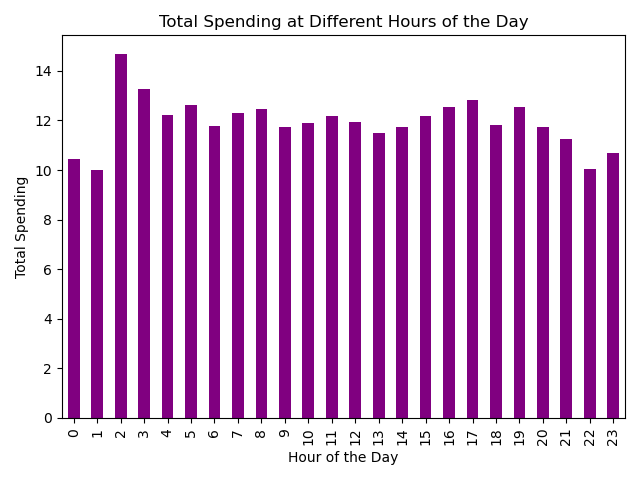 Total Spending at Different Hours of the Day
Total Spending
14
12
10
8
6
4
2
0
0 1 2 3 4 5 6 7 8 9 10 11 12 13 14 15 16 17 18 19 20 21 22 23
Hour of the Day